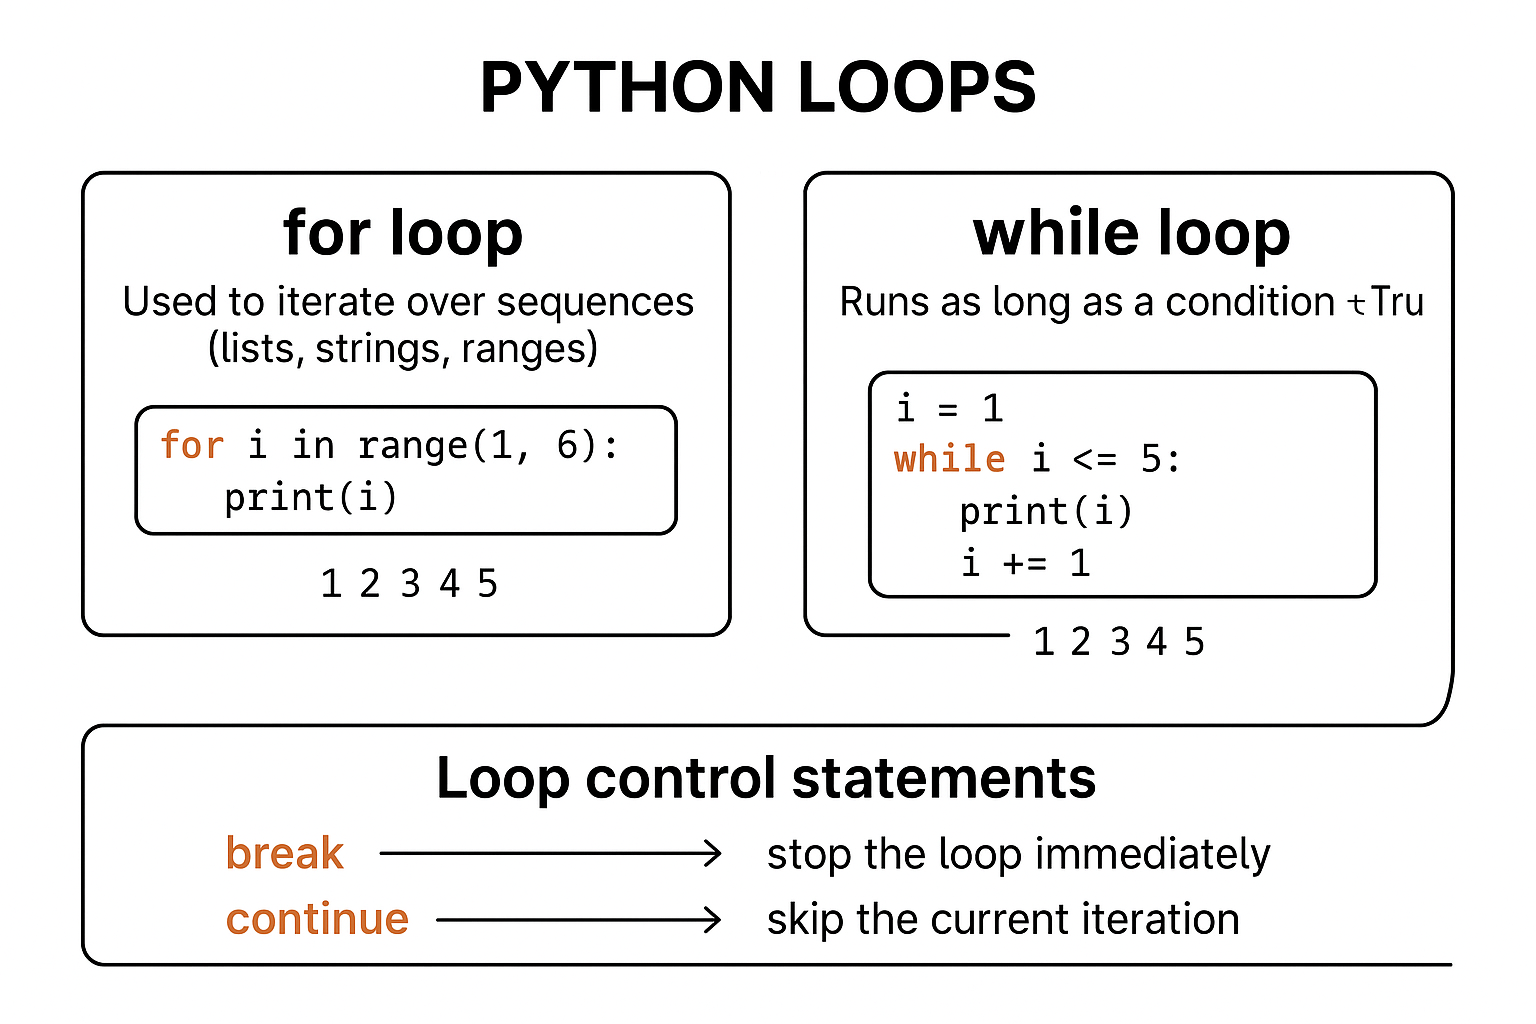 PYTHON LOOPS
for loop
Used to iterate over sequences
(lists, strings, ranges)
for i in range(1, 6):
   print(i)
1 2 3 4 5
while loop
Runs as long as a condition tTru
i = 1
while i <= 5:
   print(i)
   i += 1
1 2 3 4 5
Loop control statements
break → stop the loop immediately
continue → skip the current iteration